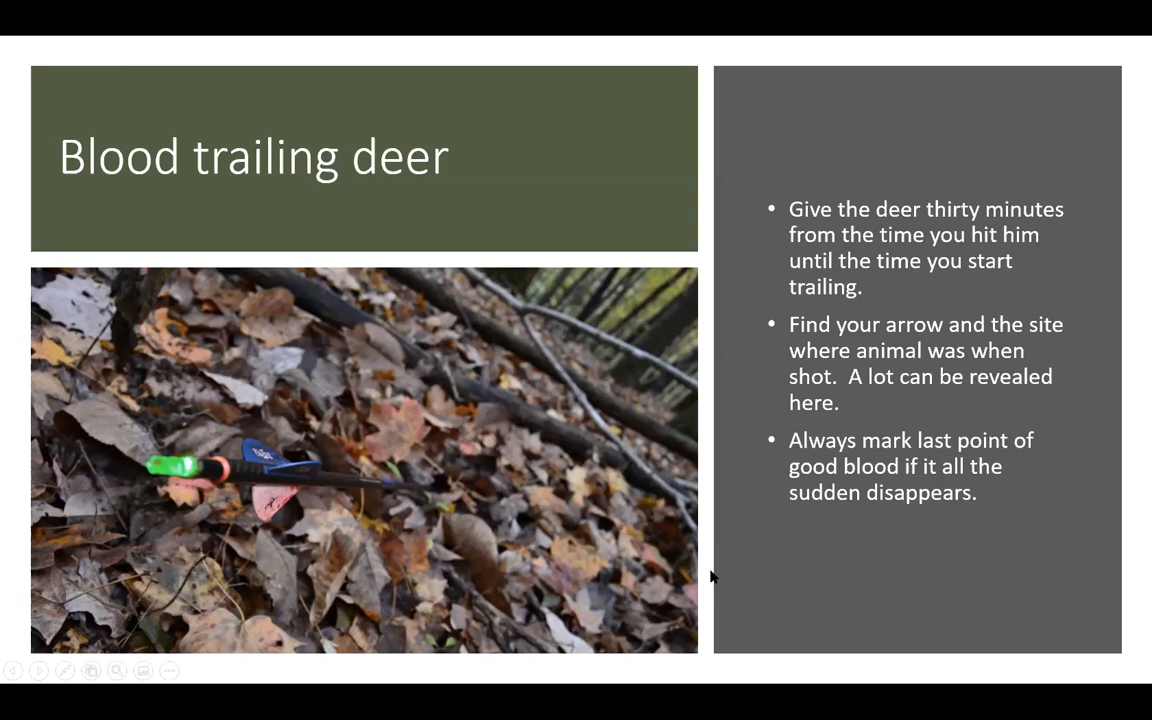 Blood trailing deer
• Give the deer thirty minutes
from the time you hit him
until the time you start
trailing.
• Find your arrow and the site
where animal was when
shot.  A lot can be revealed
here.
• Always mark last point of
good blood if it all the
sudden disappears.